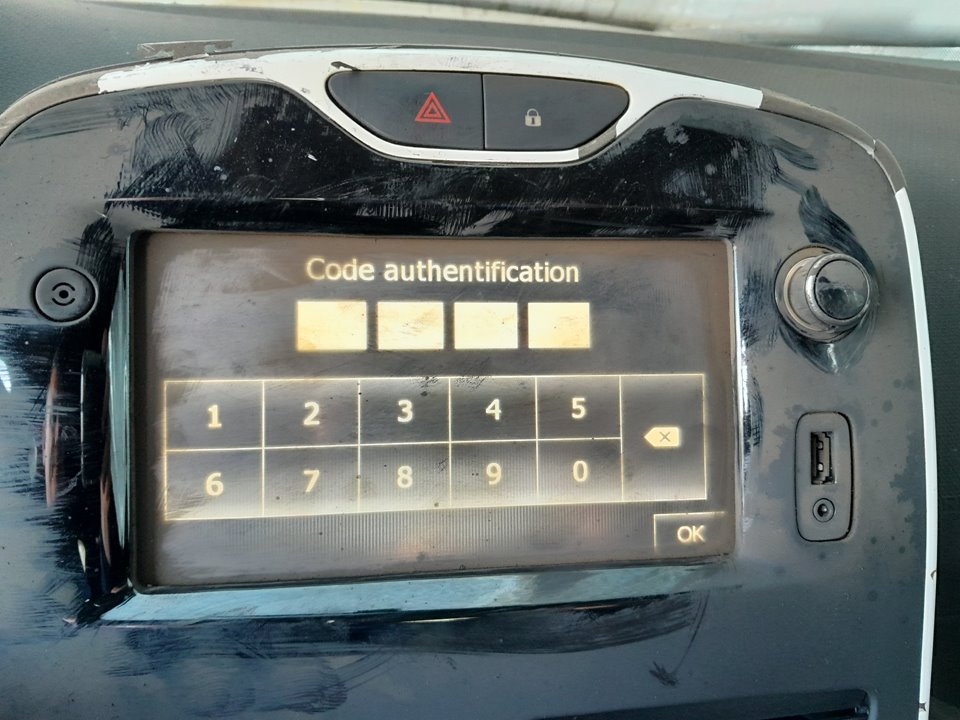 Code authentification
1 2 3 4 5
6 7 8 9 0
OK